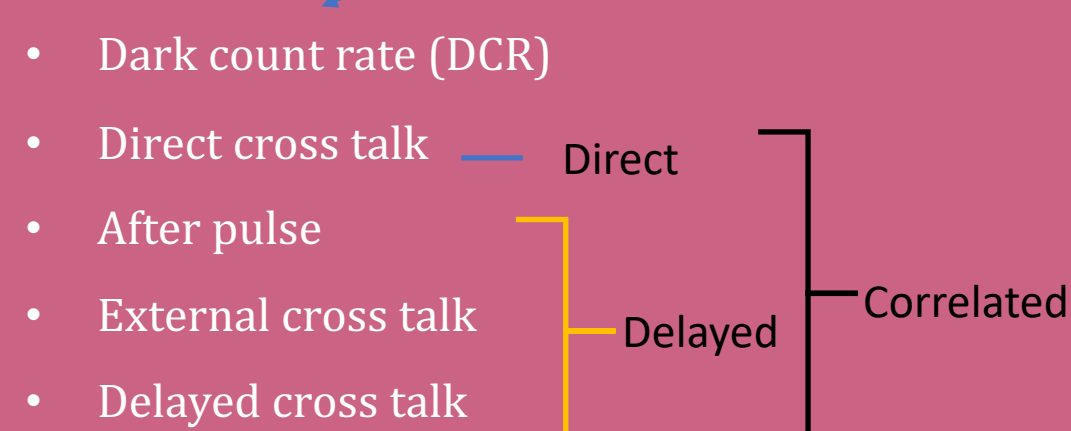 • Dark count rate (DCR)
• Direct cross talk
Direct
• After pulse
• External cross talk
Correlated
Delayed
• Delayed cross talk